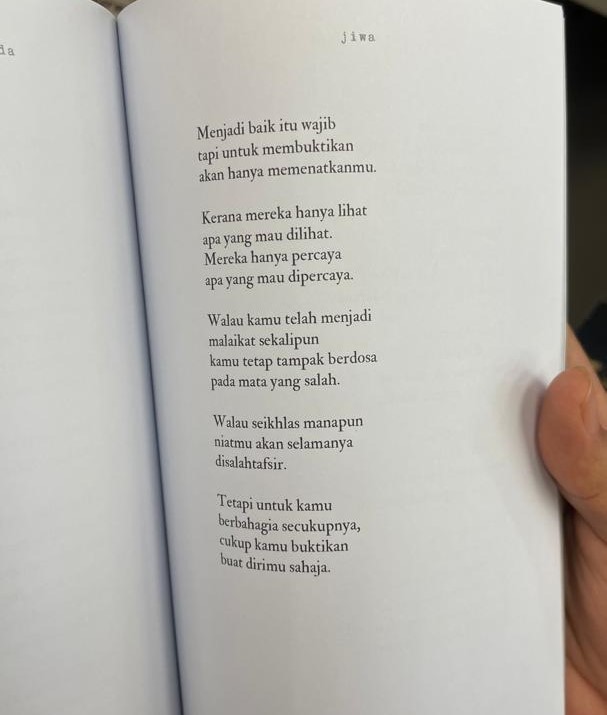 da
jiwa
Menjadi baik itu wajib
tapi untuk membuktikan
akan hanya memenatkanmu.
Kerana mereka hanya lihat
apa yang mau dilihat.
Mereka hanya percaya
apa yang mau dipercaya.
Walau kamu telah menjadi
malaikat sekalipun
kamu tetap tampak berdosa
pada mata yang salah.
Walau seikhlas manapun
niatmu akan selamanya
disalahtafsir.
Tetapi untuk kamu
berbahagia secukupnya,
cukup kamu buktikan
buat dirimu sahaja.